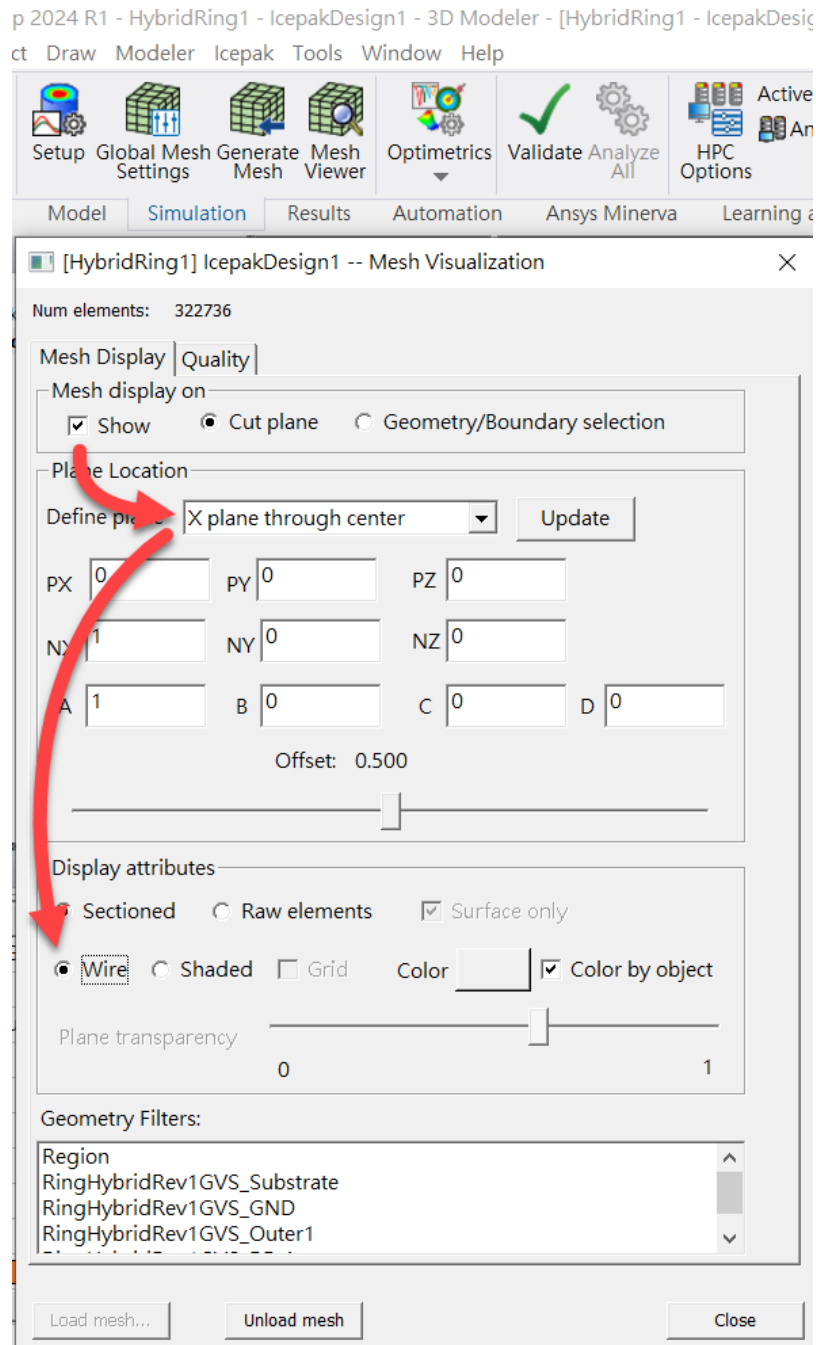 p 2024 R1 - HybridRing1 - IcepakDesign1 - 3D Modeler - [HybridRing1 - IcepakDesig
ct Draw Modeler Icepak Tools Window Help
Active
An
Setup Global Mesh Settings Generate Mesh Mesh Viewer Optimetrics Validate Analyze All HPC Options
Model Simulation Results Automation Ansys Minerva Learning a
[HybridRing1] IcepakDesign1 -- Mesh Visualization
Num elements: 322736
Mesh Display Quality
Mesh display on
Show Cut plane Geometry/Boundary selection
Plane Location
Define X plane through center Update
PX 0 PY 0 PZ 0
NX 1 NY 0 NZ 0
A 1 B 0 C 0 D 0
Offset: 0.500
Display attributes
Sectioned Raw elements Surface only
Wire Shaded Grid Color Color by object
Plane transparency
0 1
Geometry Filters:
Region
RingHybridRev1GVS_Substrate
RingHybridRev1GVS_GND
RingHybridRev1GVS_Outer1
Load mesh... Unload mesh Close